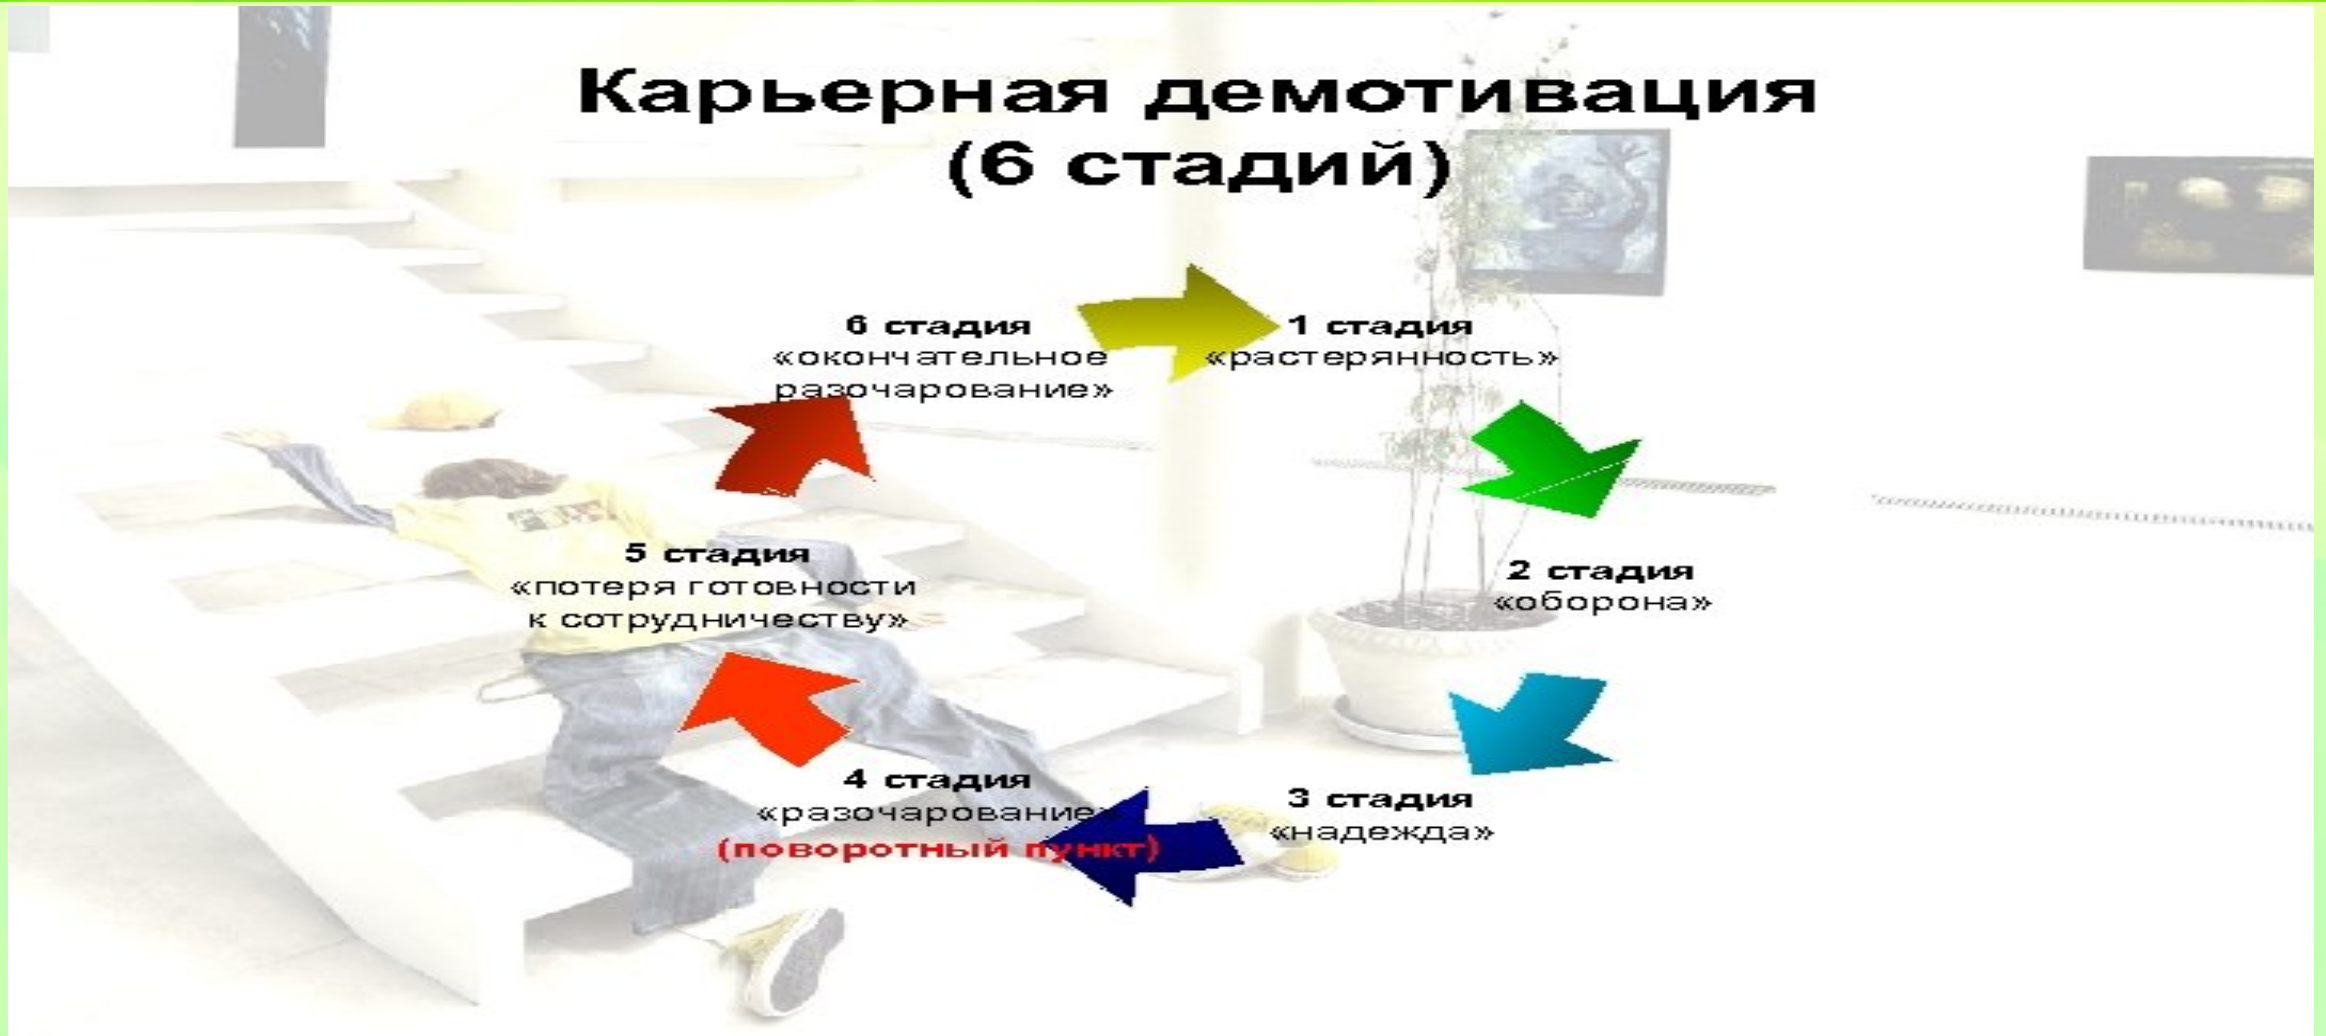 Карьерная демотивация
(6 стадий)
1 стадия
«растерянность»
2 стадия
«оборона»
3 стадия
«надежда»
4 стадия
«разочарование»
(поворотный пункт)
5 стадия
«потеря готовности
к сотрудничеству»
6 стадия
«окончательное
разочарование»